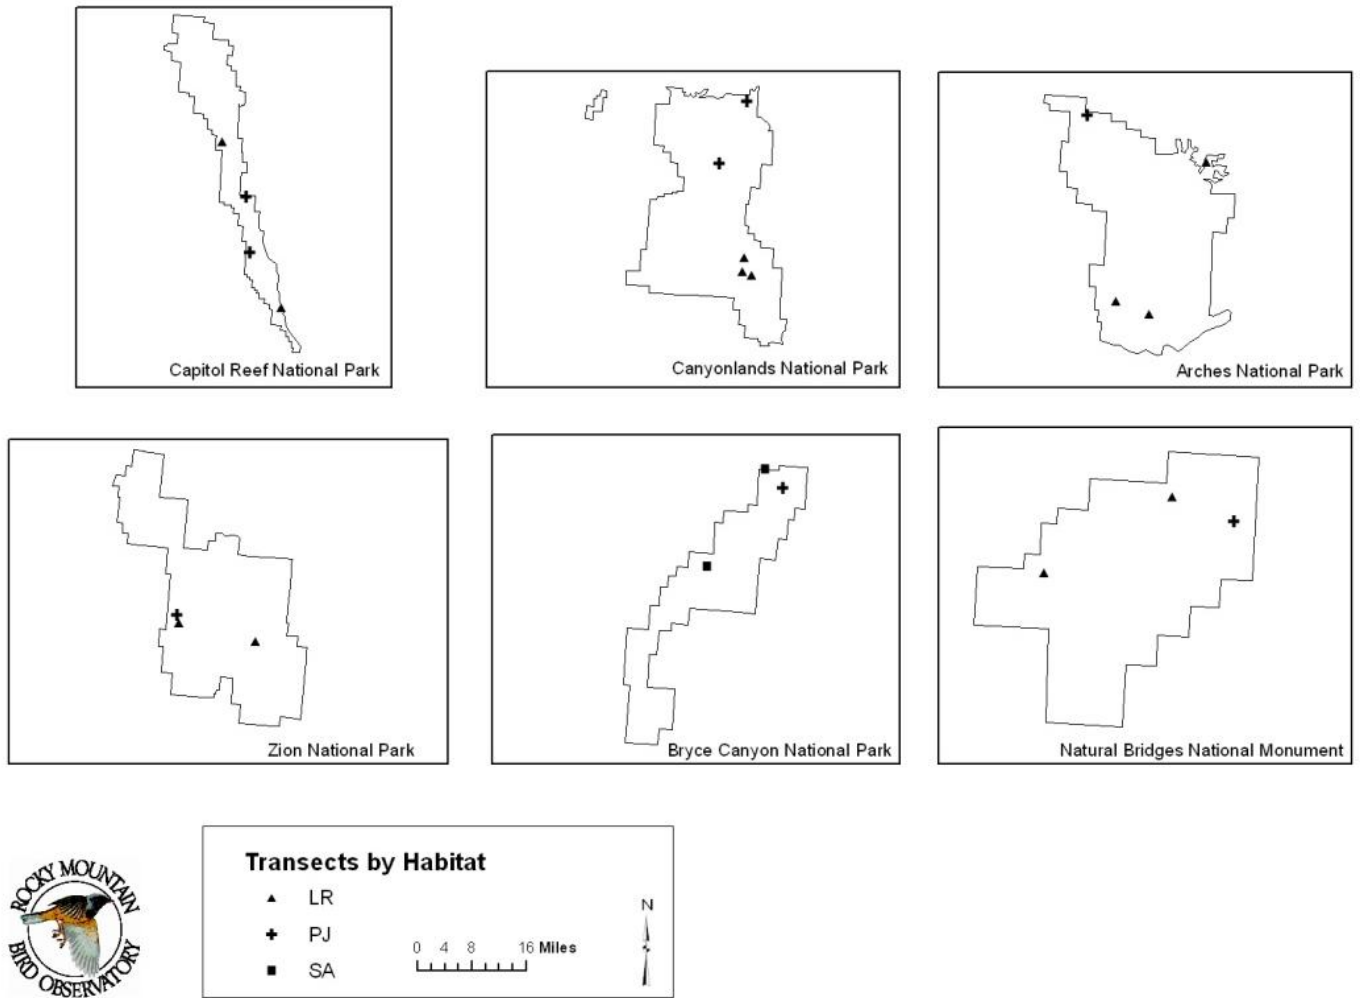 Capitol Reef National Park
Canyonlands National Park
Arches National Park
Zion National Park
Bryce Canyon National Park
Natural Bridges National Monument
ROCKY MOUNTAIN
BIRD OBSERVATORY
Transects by Habitat
LR
PJ
SA
0 4 8 16 Miles
N